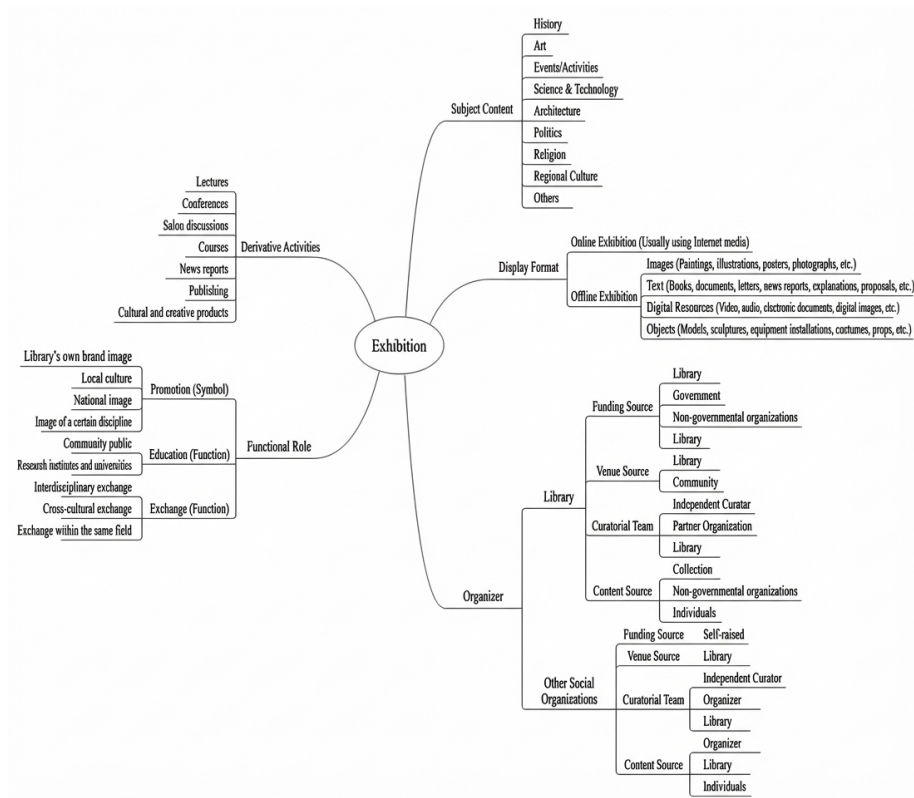 Exhibition
Subject Content
History
Art
Events/Activities
Science & Technology
Architecture
Politics
Religion
Regional Culture
Others
Display Format
Online Exhibition (Usually using Internet media)
Offline Exhibition
Images (Paintings, illustrations, posters, photographs, etc.)
Text (Books, documents, letters, news reports, explanations, proposals, etc.)
Digital Resources (Video, audio, clsctronic documents, digital images, ctc.)
Objects (Models, sculptures, equipment installations, coctumes, props, etc.)
Organizer
Library
Funding Source
Library
Government
Non-governmental organizations
Library
Venue Source
Library
Community
Curatorial Team
Indcpendent Curatar
Partner Organization
Library
Content Source
Collection
Non-governmental organizations
Individuals
Other Social
Organizations
Funding Source
Self-raised
Venue Source
Library
Curatorial Team
Independent Curator
Organizer
Library
Content Source
Organizer
Library
Individuals
Derivative Activities
Lectures
Conferences
Salon discussions
Courses
News reports
Publishing
Cultural and creative products
Functional Role
Promotion (Symbol)
Library's own brand image
Local culture
National image
Image of a certain discipline
Education (Function)
Community public
Researsh institutes and universities
Exchange (Function)
Interdisciplinary exchange
Cross-cultural exchange
Exchange within the same field